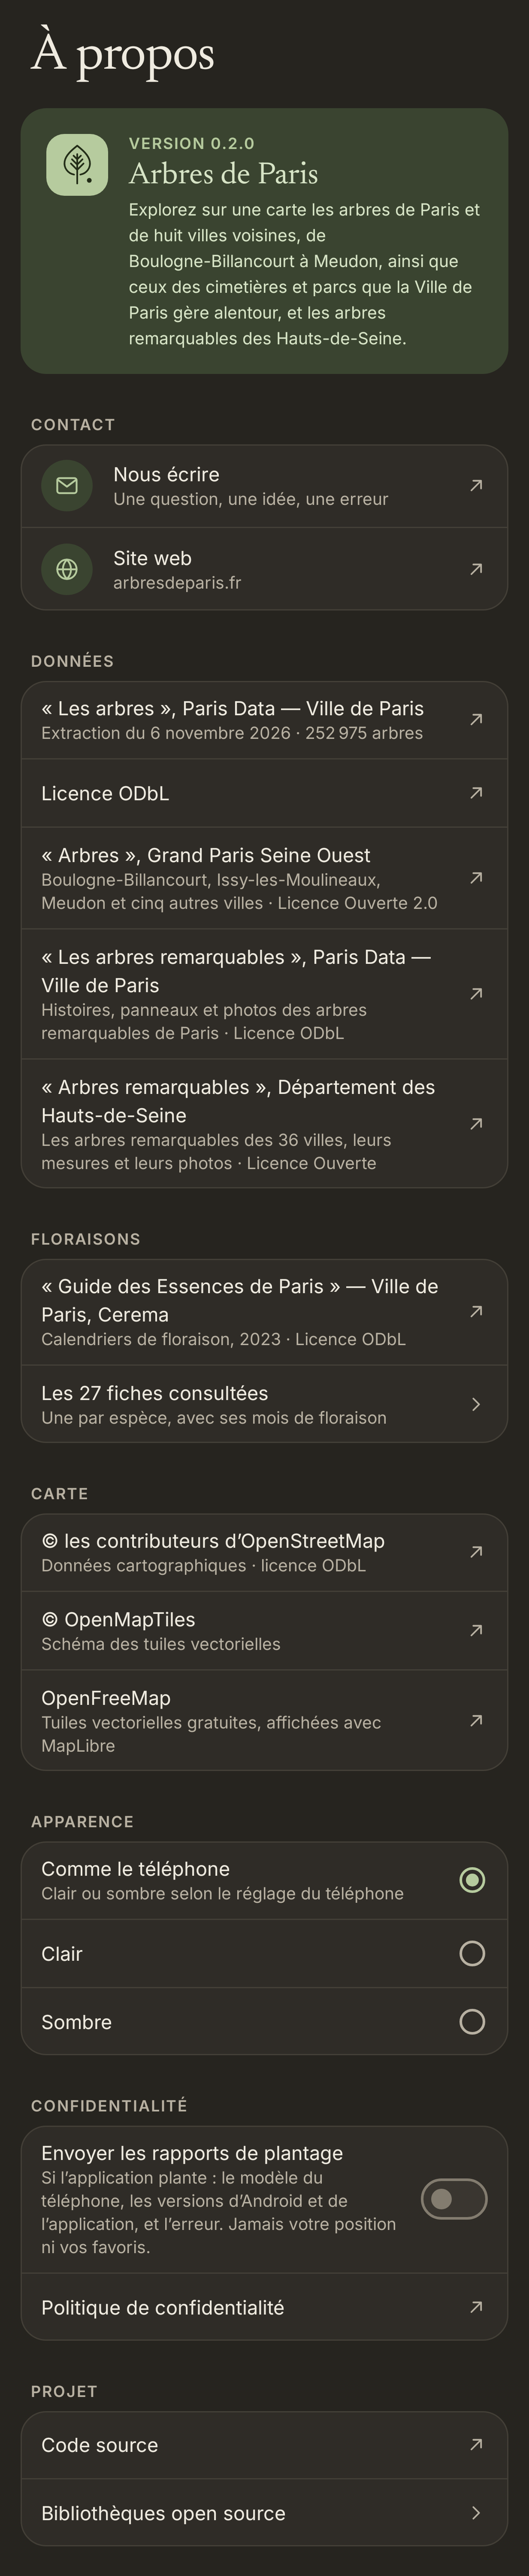 À propos
VERSION 0.2.0
Arbres de Paris
Explorez sur une carte les arbres de Paris et
de huit villes voisines, de
Boulogne-Billancourt à Meudon, ainsi que
ceux des cimetières et parcs que la Ville de
Paris gère alentour, et les arbres
remarquables des Hauts-de-Seine.
CONTACT
Nous écrire
Une question, une idée, une erreur
Site web
arbresdeparis.fr
DONNÉES
« Les arbres », Paris Data — Ville de Paris
Extraction du 6 novembre 2026 · 252 975 arbres
Licence ODbL
« Arbres », Grand Paris Seine Ouest
Boulogne-Billancourt, Issy-les-Moulineaux,
Meudon et cinq autres villes · Licence Ouverte 2.0
« Les arbres remarquables », Paris Data —
Ville de Paris
Histoires, panneaux et photos des arbres
remarquables de Paris · Licence ODbL
« Arbres remarquables », Département des
Hauts-de-Seine
Les arbres remarquables des 36 villes, leurs
mesures et leurs photos · Licence Ouverte
FLORAISONS
« Guide des Essences de Paris » — Ville de
Paris, Cerema
Calendriers de floraison, 2023 · Licence ODbL
Les 27 fiches consultées
Une par espèce, avec ses mois de floraison
CARTE
© les contributeurs d’OpenStreetMap
Données cartographiques · licence ODbL
© OpenMapTiles
Schéma des tuiles vectorielles
OpenFreeMap
Tuiles vectorielles gratuites, affichées avec
MapLibre
APPARENCE
Comme le téléphone
Clair ou sombre selon le réglage du téléphone
Clair
Sombre
CONFIDENTIALITÉ
Envoyer les rapports de plantage
Si l’application plante : le modèle du
téléphone, les versions d’Android et de
l’application, et l’erreur. Jamais votre position
ni vos favoris.
Politique de confidentialité
PROJET
Code source
Bibliothèques open source